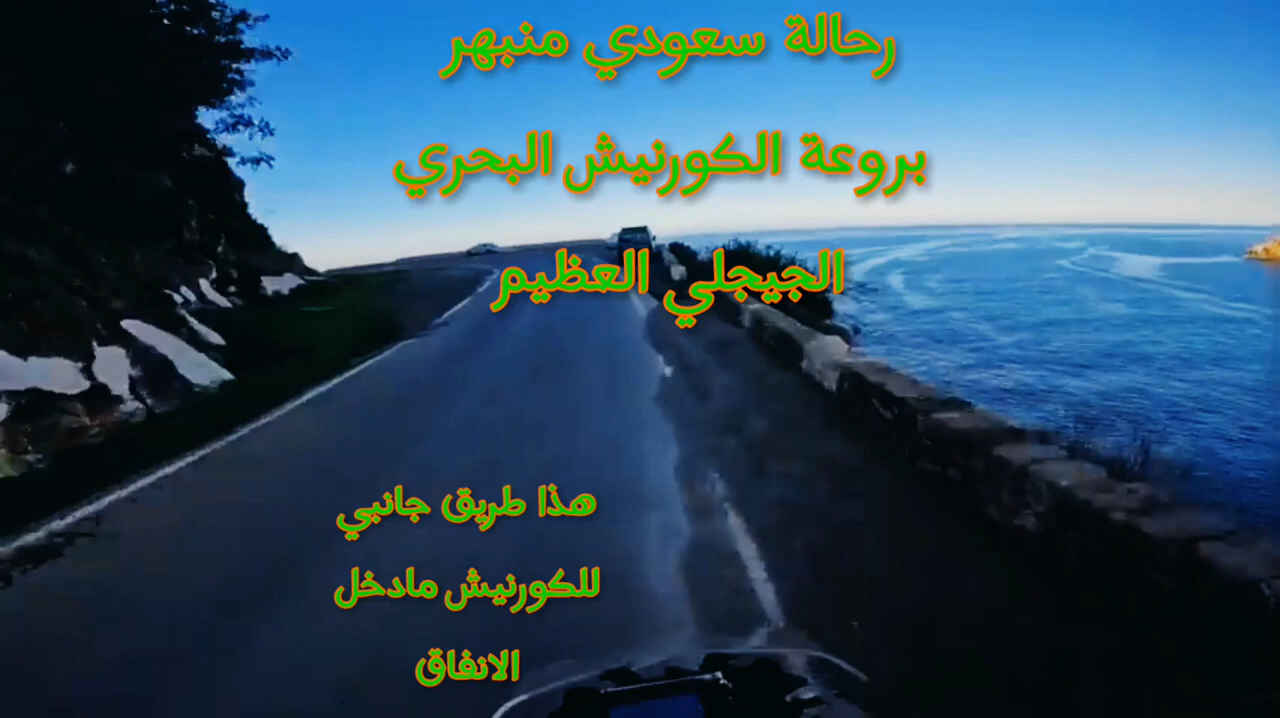 رحالة سعودي منبهر
بروعة الكورنيش البحري
الجيجلي العظيم
هذا طريق جانبي
للكورنيش مادخل
الانفاق